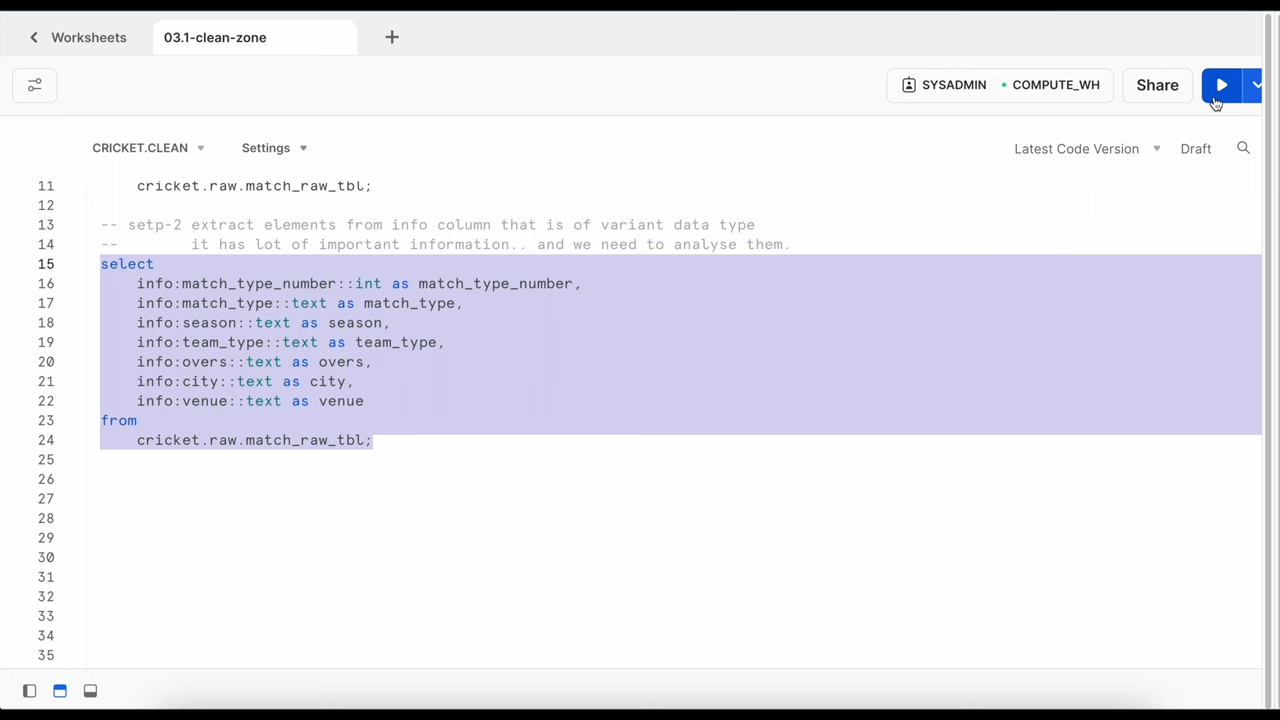 Worksheets 03.1-clean-zone +
SYSADMIN COMPUTE_WH Share
CRICKET.CLEAN Settings Latest Code Version Draft
11 cricket.raw.match_raw_tbl;
12
13 -- setp-2 extract elements from info column that is of variant data type
14 -- it has lot of important information.. and we need to analyse them.
15 select
16 info:match_type_number::int as match_type_number,
17 info:match_type::text as match_type,
18 info:season::text as season,
19 info:team_type::text as team_type,
20 info:overs::text as overs,
21 info:city::text as city,
22 info:venue::text as venue
23 from
24 cricket.raw.match_raw_tbl;
25
26
27
28
29
30
31
32
33
34
35